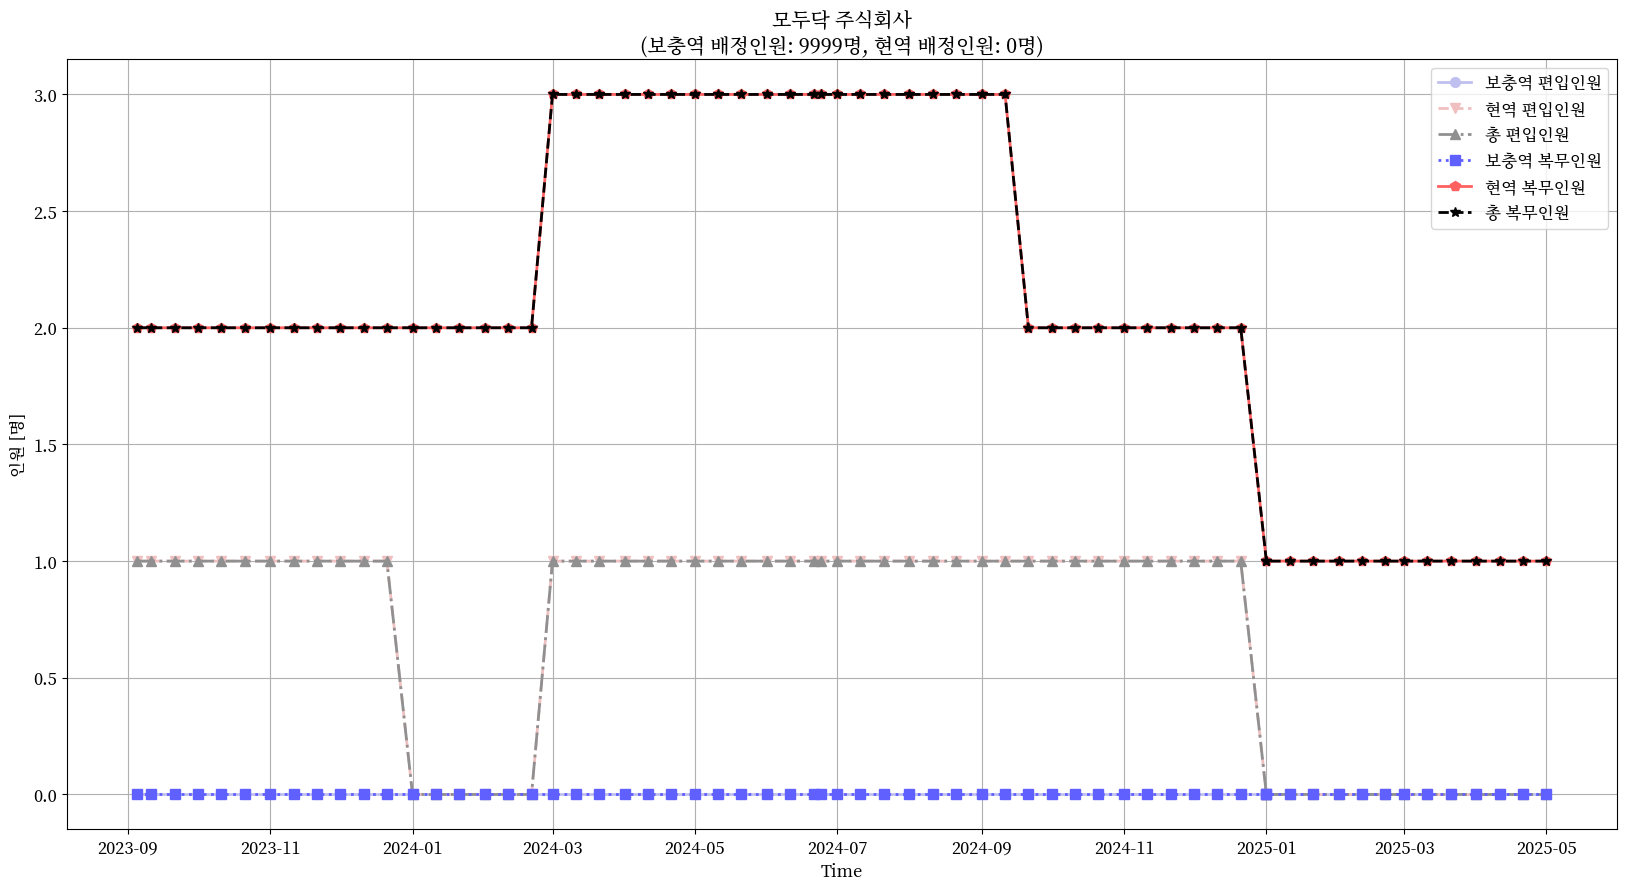 모두닥 주식회사
(보충역 배정인원: 9999명, 현역 배정인원: 0명)
보충역 편입인원
현역 편입인원
총 편입인원
보충역 복무인원
현역 복무인원
총 복무인원
3.0
2.5
2.0
1.5
1.0
0.5
0.0
인원 [명]
2023-09
2023-11
2024-01
2024-03
2024-05
2024-07
2024-09
2024-11
2025-01
2025-03
2025-05
Time